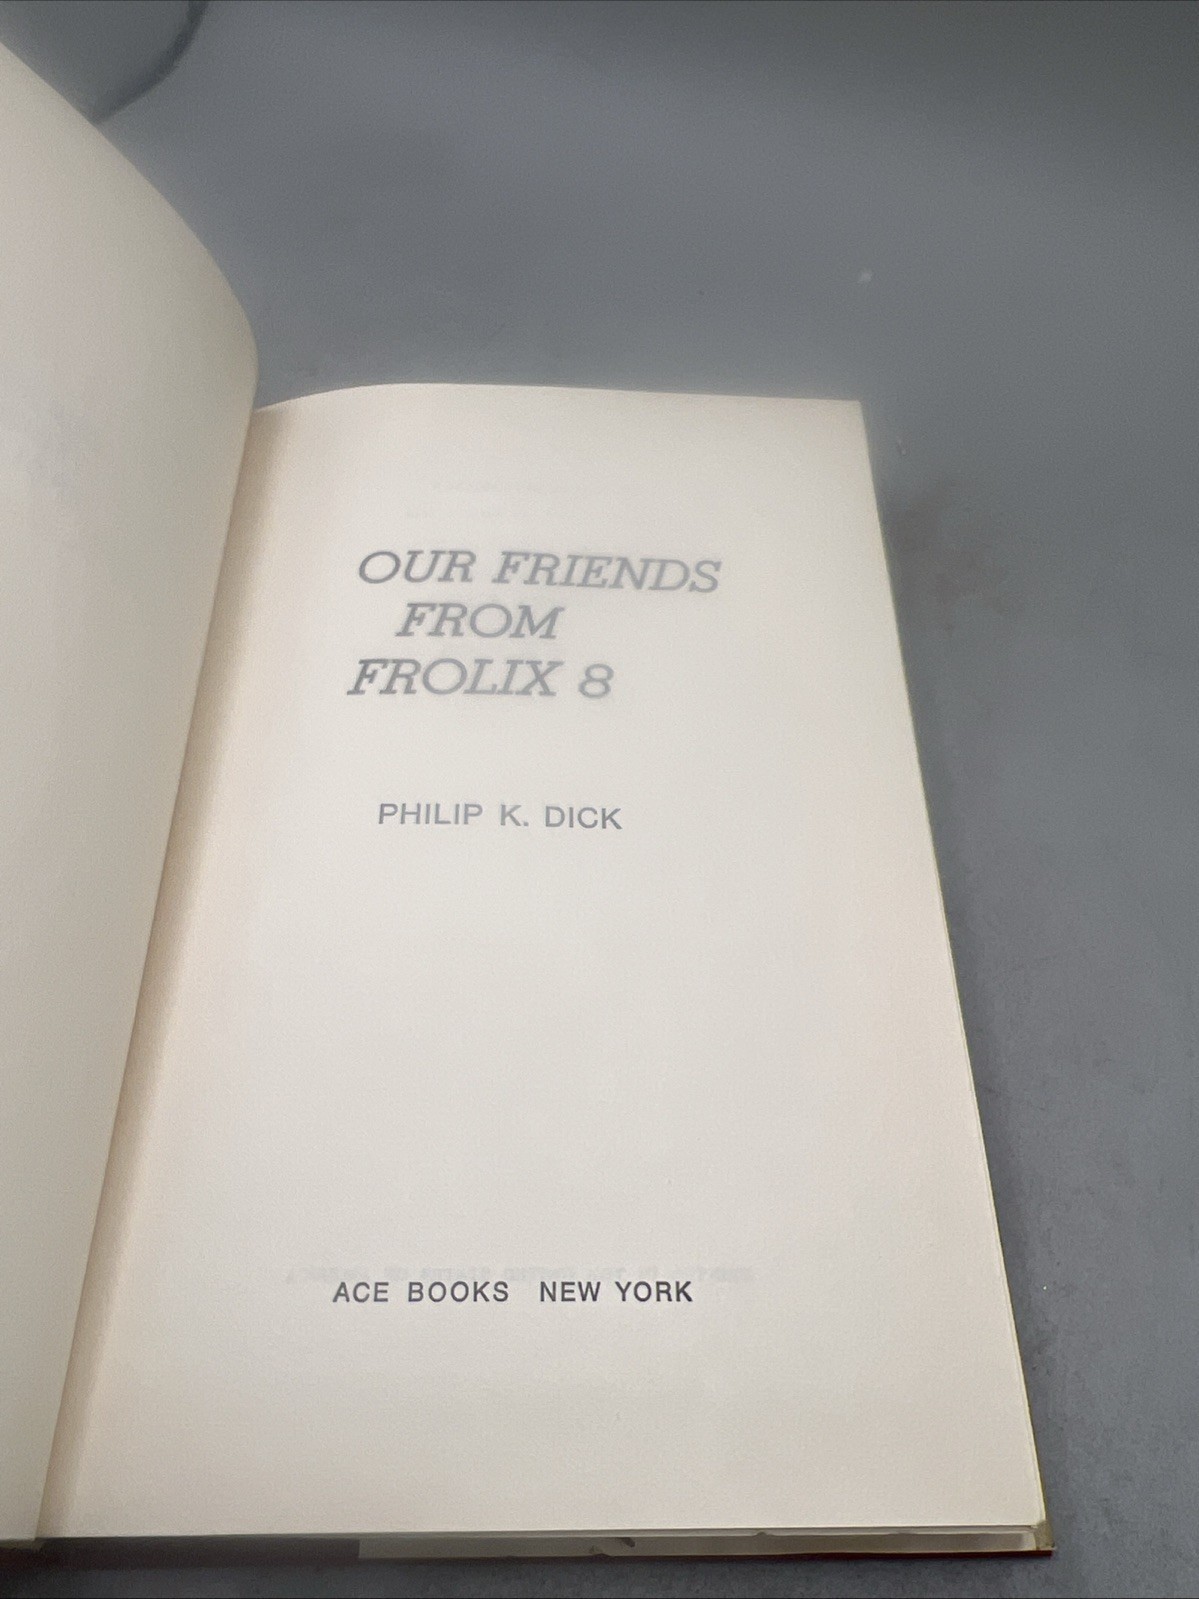 OUR FRIENDS
FROM
FROLIX 8
PHILIP K. DICK
ACE BOOKS NEW YORK